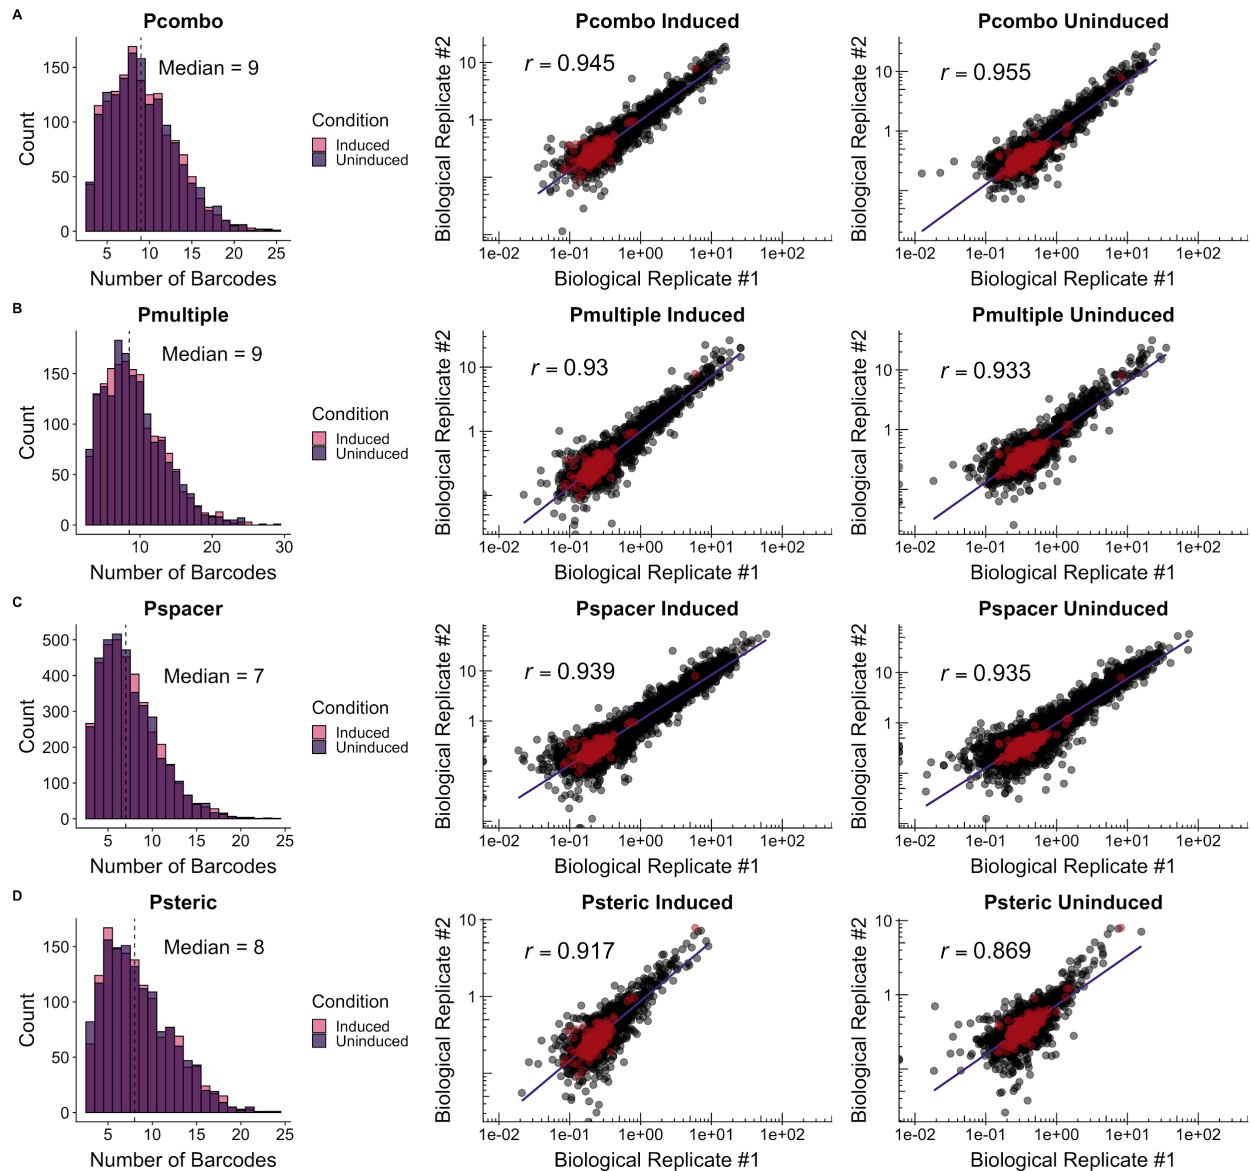 A
Pcombo
Count
150
100
50
0
5
10
15
20
25
Number of Barcodes
Median = 9
Condition
Induced
Uninduced
Pcombo Induced
r = 0.945
Biological Replicate #2
1
1e-02
1e-01
1e+00
1e+01
1e+02
Biological Replicate #1
Pcombo Uninduced
r = 0.955
Biological Replicate #2
10
1
1e-02
1e-01
1e+00
1e+01
1e+02
Biological Replicate #1
B
Pmultiple
Count
150
100
50
0
10
20
30
Number of Barcodes
Median = 9
Condition
Induced
Uninduced
Pmultiple Induced
r = 0.93
Biological Replicate #2
10
1
1e-02
1e-01
1e+00
1e+01
1e+02
Biological Replicate #1
Pmultiple Uninduced
r = 0.933
Biological Replicate #2
10
1
1e-02
1e-01
1e+00
1e+01
1e+02
Biological Replicate #1
C
Pspacer
Count
500
400
300
200
100
0
5
10
15
20
25
Number of Barcodes
Median = 7
Condition
Induced
Uninduced
Pspacer Induced
r = 0.939
Biological Replicate #2
10
1
1e-02
1e-01
1e+00
1e+01
1e+02
Biological Replicate #1
Pspacer Uninduced
r = 0.935
Biological Replicate #2
10
1
1e-02
1e-01
1e+00
1e+01
1e+02
Biological Replicate #1
D
Psteric
Count
150
100
50
0
5
10
15
20
25
Number of Barcodes
Median = 8
Condition
Induced
Uninduced
Psteric Induced
r = 0.917
Biological Replicate #2
10
1
1e-02
1e-01
1e+00
1e+01
1e+02
Biological Replicate #1
Psteric Uninduced
r = 0.869
Biological Replicate #2
10
1
1e-02
1e-01
1e+00
1e+01
1e+02
Biological Replicate #1